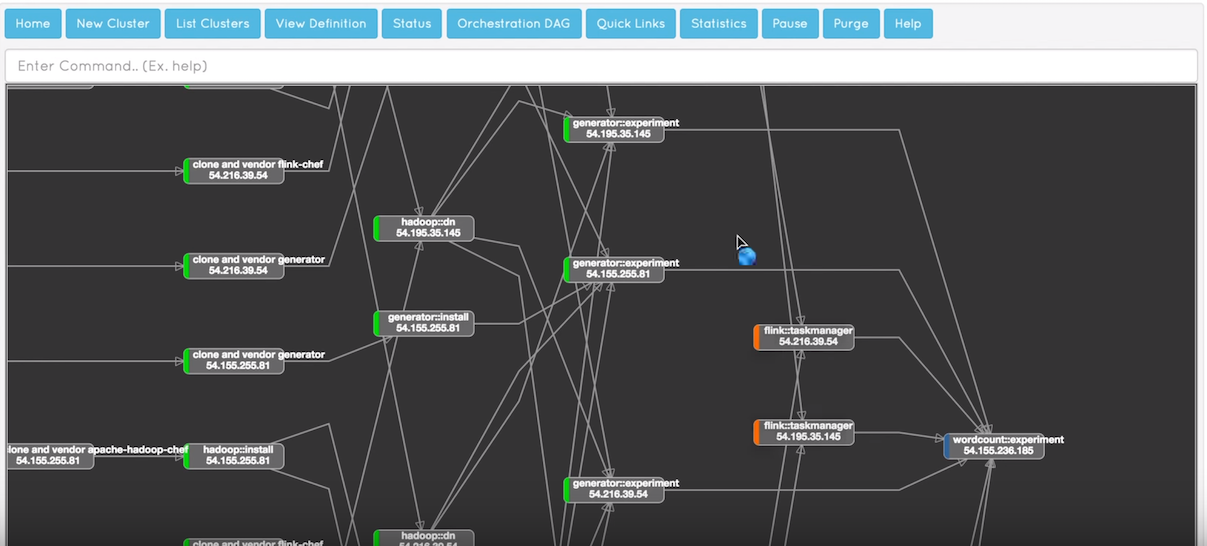 Home New Cluster List Clusters View Definition Status Orchestration DAG Quick Links Statistics Pause Purge Help
Enter Command.. (Ex. help)
generator::experiment
54.195.35.145
clone and vendor flink-chef
54.216.39.54
hadoop::dn
54.195.35.145
clone and vendor generator
54.216.39.54
generator::experiment
54.155.255.81
generator::install
54.155.255.81
flink::taskmanager
54.216.39.54
clone and vendor generator
54.155.255.81
flink::taskmanager
54.195.35.145
wordcount::experiment
54.155.236.185
lone and vendor apache-hadoop-chef
54.155.255.81
hadoop::install
54.155.255.81
generator::experiment
54.216.39.54
hadoop::dn
54.216.39.54
clone and vendor flink-chef